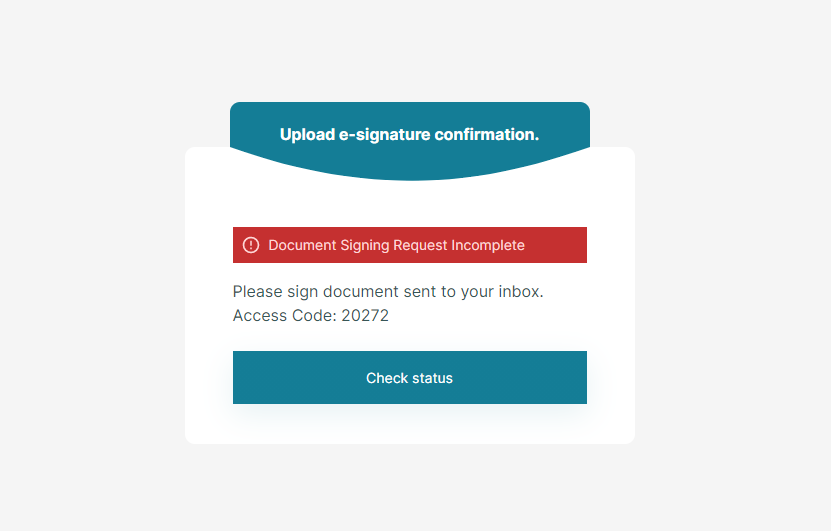 Upload e-signature confirmation.
Document Signing Request Incomplete
Please sign document sent to your inbox.
Access Code: 20272
Check status